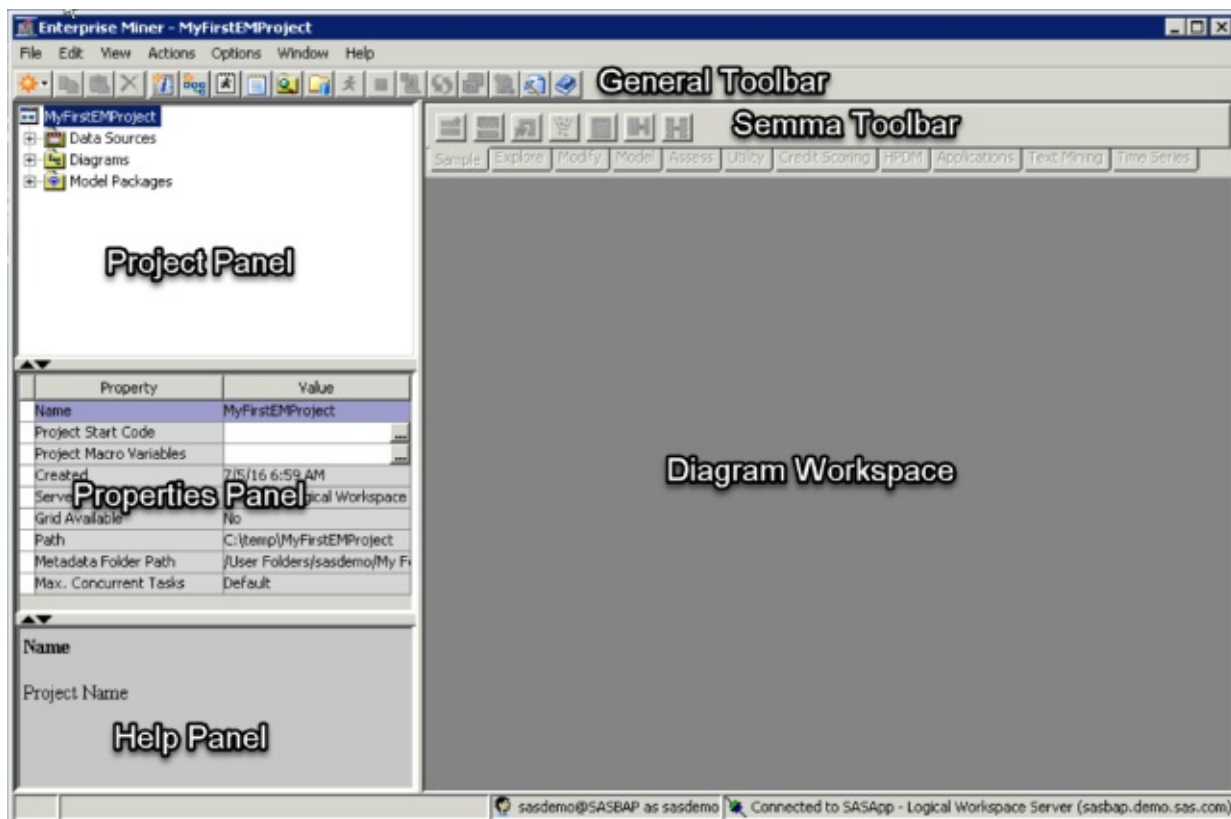 Enterprise Miner - MyFirstEMProject
File Edit View Actions Options Window Help
General Toolbar
MyFirstEMProject
Data Sources
Diagrams
Model Packages
Project Panel
Semma Toolbar
Sample Explore Modify Model Assess Utility Credit Scoring HPDM Applications Text Mining Time Series
Property Value
Name MyFirstEMProject
Project Start Code
Project Macro Variables
Created 7/5/16 6:59 AM
Serve gical Workspace
Grid Available No
Path C:\temp\MyFirstEMProject
Metadata Folder Path /User Folders/sasdemo/My F
Max. Concurrent Tasks Default
Properties Panel
Diagram Workspace
Name
Project Name
Help Panel
sasdemo@SASBAP as sasdemo Connected to SASApp - Logical Workspace Server (sasbap.demo.sas.com)